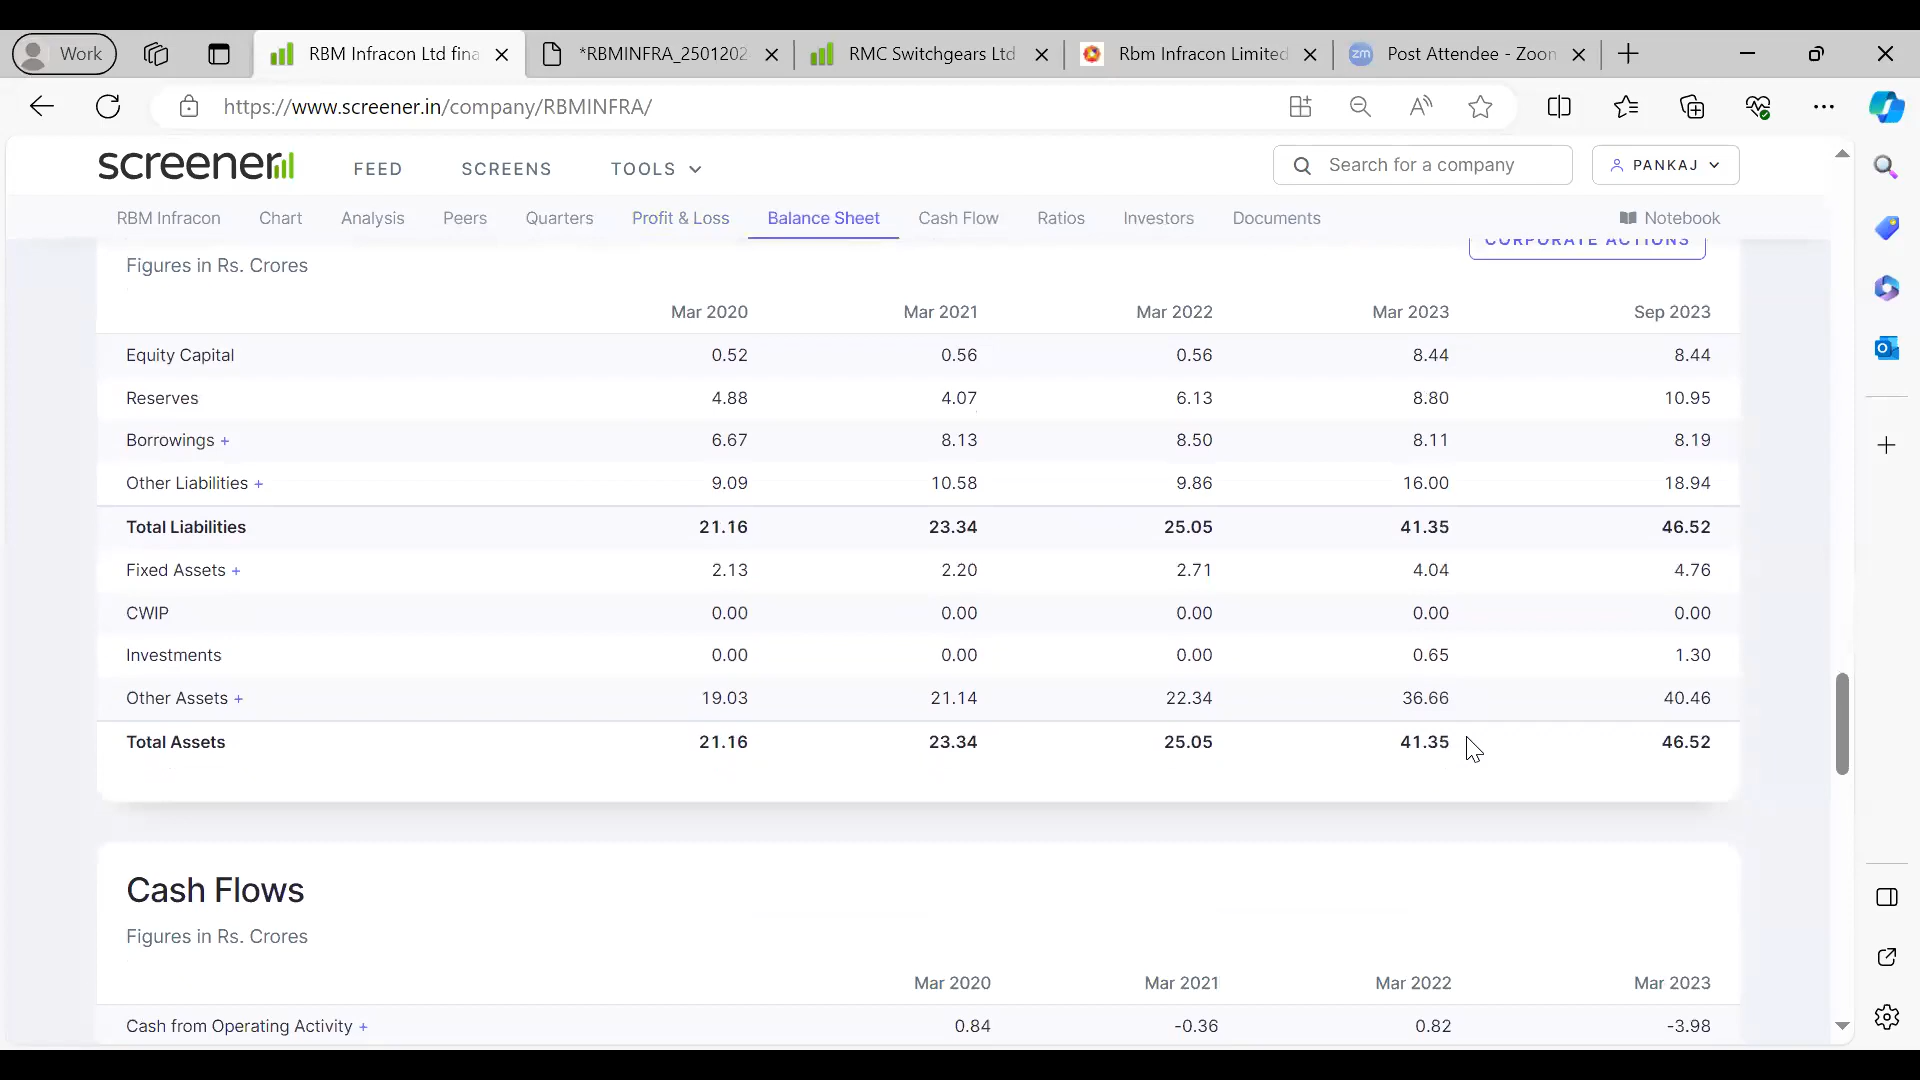 Work
RBM Infracon Ltd fina
*RBMINFRA_2501202
RMC Switchgears Ltd
Rbm Infracon Limited
zm Post Attendee - Zoon
https://www.screener.in/company/RBMINFRA/
screener
FEED SCREENS TOOLS
Search for a company
PANKAJ
RBM Infracon Chart Analysis Peers Quarters Profit & Loss Balance Sheet Cash Flow Ratios Investors Documents Notebook
CORPORATE ACTIONS
Figures in Rs. Crores
Mar 2020 Mar 2021 Mar 2022 Mar 2023 Sep 2023
Equity Capital 0.52 0.56 0.56 8.44 8.44
Reserves 4.88 4.07 6.13 8.80 10.95
Borrowings + 6.67 8.13 8.50 8.11 8.19
Other Liabilities + 9.09 10.58 9.86 16.00 18.94
Total Liabilities 21.16 23.34 25.05 41.35 46.52
Fixed Assets + 2.13 2.20 2.71 4.04 4.76
CWIP 0.00 0.00 0.00 0.00 0.00
Investments 0.00 0.00 0.00 0.65 1.30
Other Assets + 19.03 21.14 22.34 36.66 40.46
Total Assets 21.16 23.34 25.05 41.35 46.52
Cash Flows
Figures in Rs. Crores
Mar 2020 Mar 2021 Mar 2022 Mar 2023
Cash from Operating Activity + 0.84 -0.36 0.82 -3.98